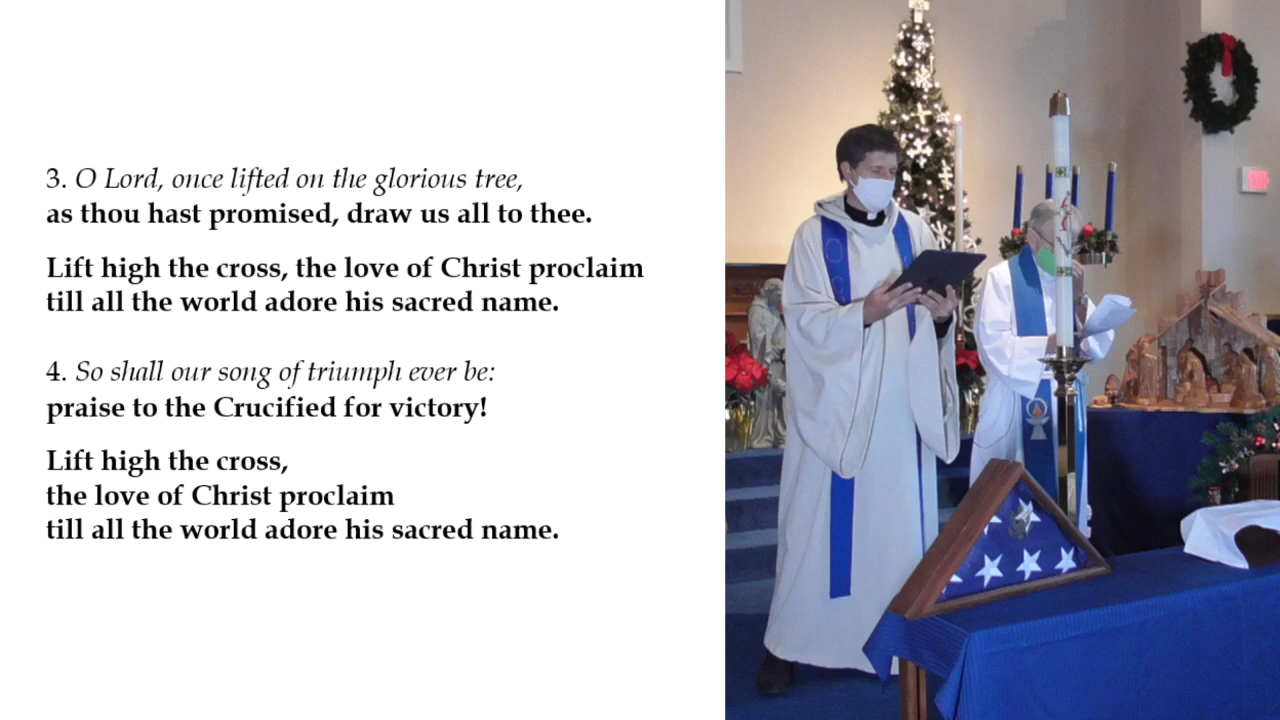 3. O Lord, once lifted on the glorious tree,
as thou hast promised, draw us all to thee.
Lift high the cross, the love of Christ proclaim
till all the world adore his sacred name.
4. So shall our song of triumph ever be:
praise to the Crucified for victory!
Lift high the cross,
the love of Christ proclaim
till all the world adore his sacred name.
EXIT